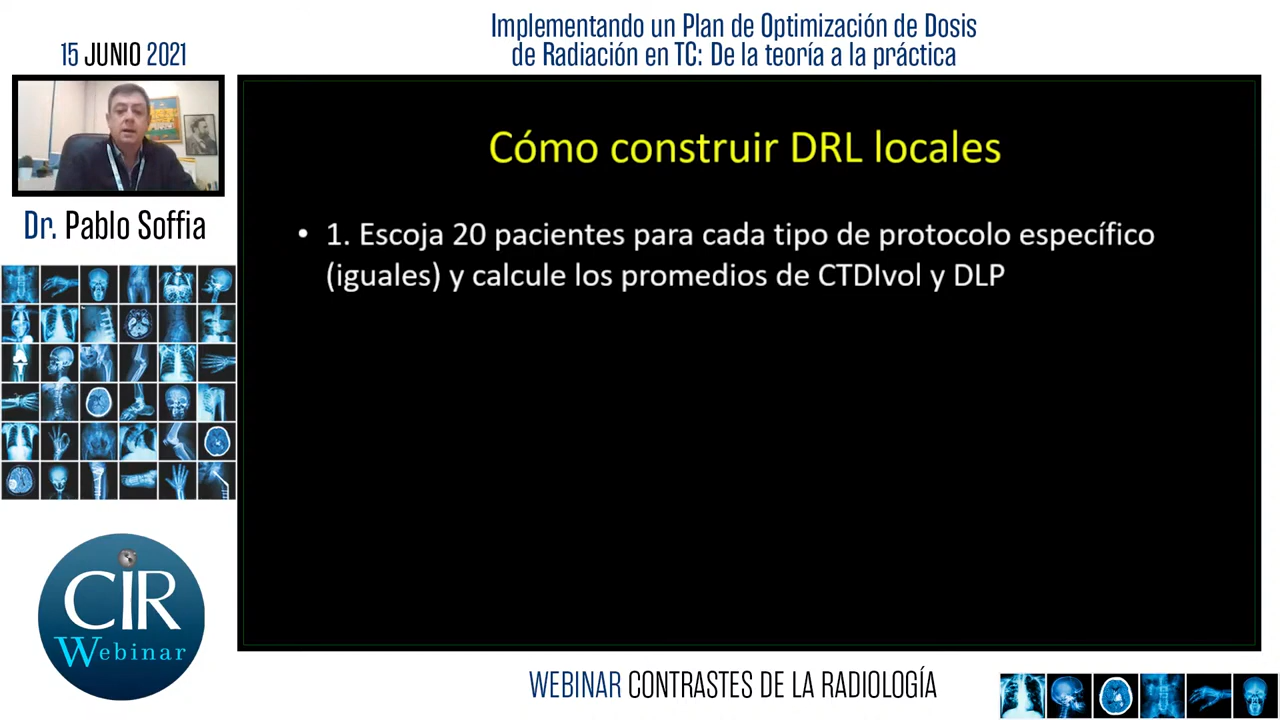 Implementando un Plan de Optimización de Dosis
de Radiación en TC: De la teoría a la práctica
15 JUNIO 2021
Dr. Pablo Soffia
Cómo construir DRL locales
• 1. Escoja 20 pacientes para cada tipo de protocolo específico
(iguales) y calcule los promedios de CTDIvol y DLP
CIR
Webinar
WEBINAR CONTRASTES DE LA RADIOLOGÍA